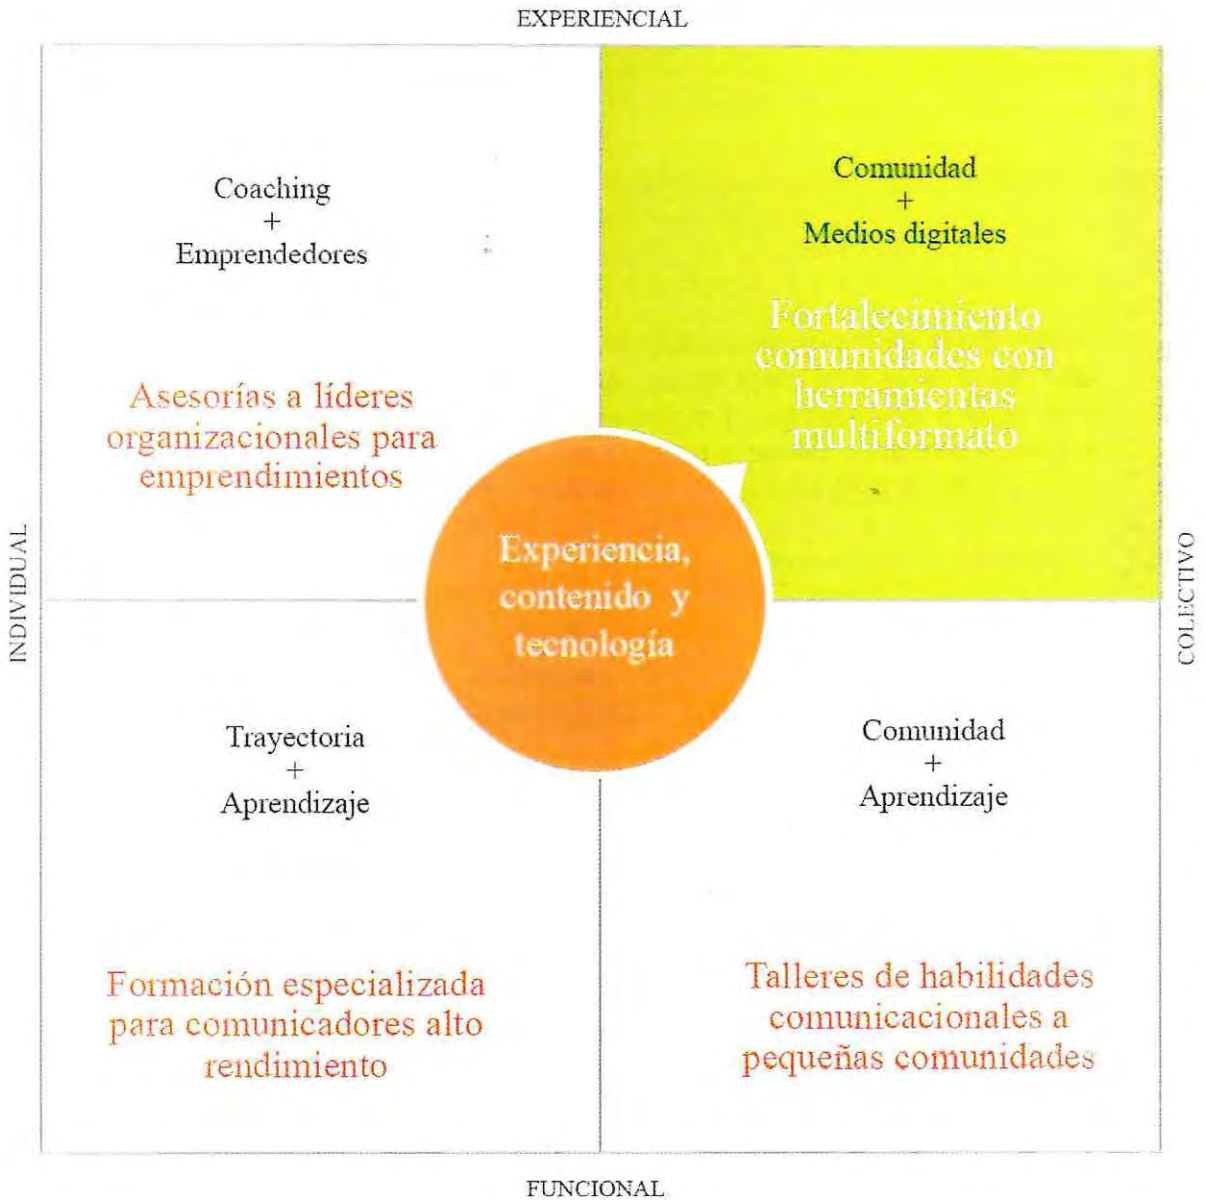 EXPERIENCIAL
Coaching
+
Emprendedores
Asesorías a líderes
organizacionales para
emprendimientos
Comunidad
+
Medios digitales
Fortalecimiento
comunidades con
herramientas
multiformato
INDIVIDUAL
Experiencia,
contenido y
tecnología
COLECTIVO
Trayectoria
+
Aprendizaje
Formación especializada
para comunicadores alto
rendimiento
Comunidad
+
Aprendizaje
Talleres de habilidades
comunicacionales a
pequeñas comunidades
FUNCIONAL